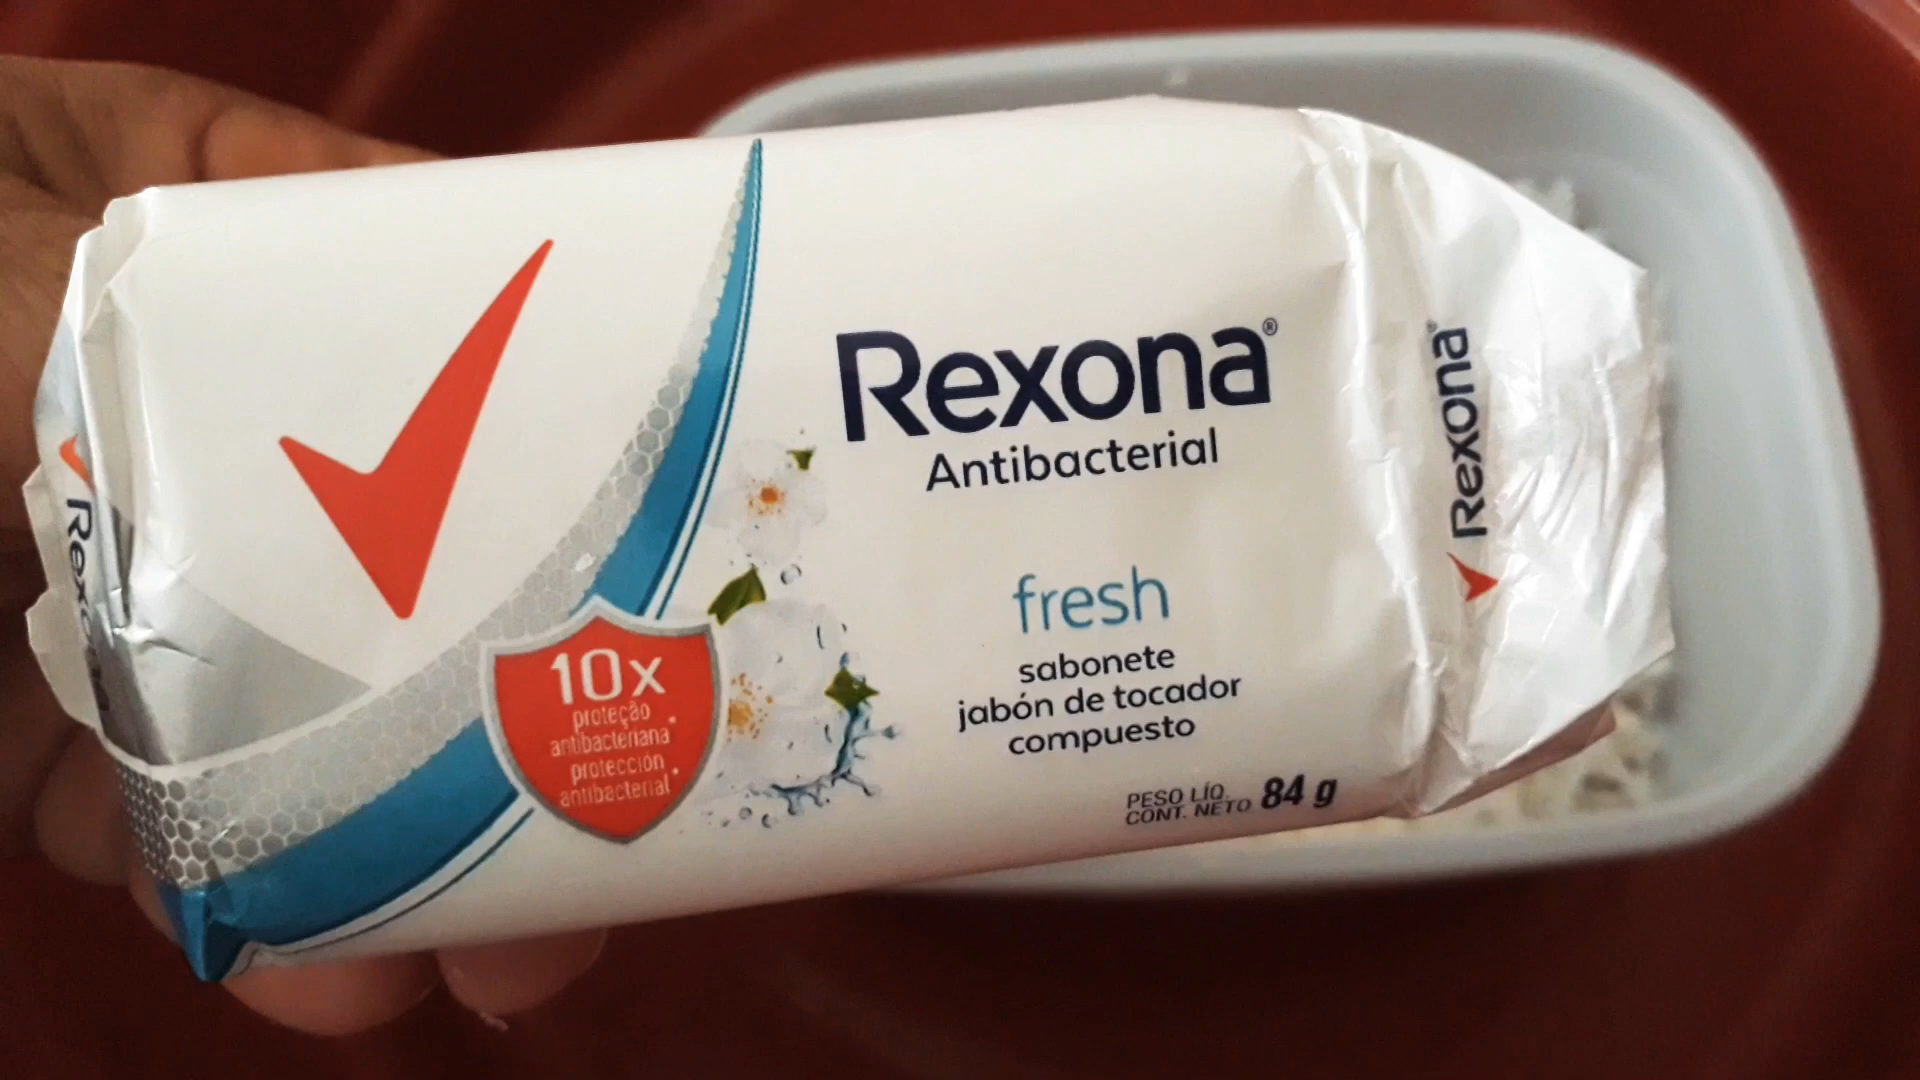 Rexona®
Antibacterial
fresh
sabonete
jabón de tocador
compuesto
PESO LÍQ.
CONT. NETO 84 g
10x
proteção
antibacteriana*
protección
antibacterial*
Rexona
Rexona